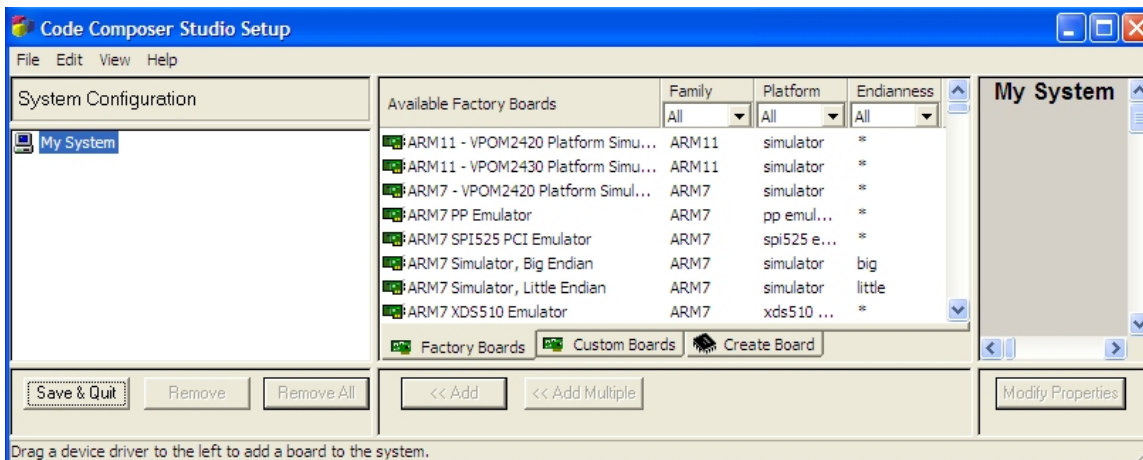 Code Composer Studio Setup
File Edit View Help
System Configuration
My System
Available Factory Boards Family Platform Endianness
All All All
ARM11 - VPOM2420 Platform Simu... ARM11 simulator *
ARM11 - VPOM2430 Platform Simu... ARM11 simulator *
ARM7 - VPOM2420 Platform Simul... ARM7 simulator *
ARM7 PP Emulator ARM7 pp emul... *
ARM7 SPI525 PCI Emulator ARM7 spi525 e... *
ARM7 Simulator, Big Endian ARM7 simulator big
ARM7 Simulator, Little Endian ARM7 simulator little
ARM7 XDS510 Emulator ARM7 xds510 ... *
Factory Boards Custom Boards Create Board
My System
Save & Quit Remove Remove All << Add << Add Multiple Modify Properties
Drag a device driver to the left to add a board to the system.